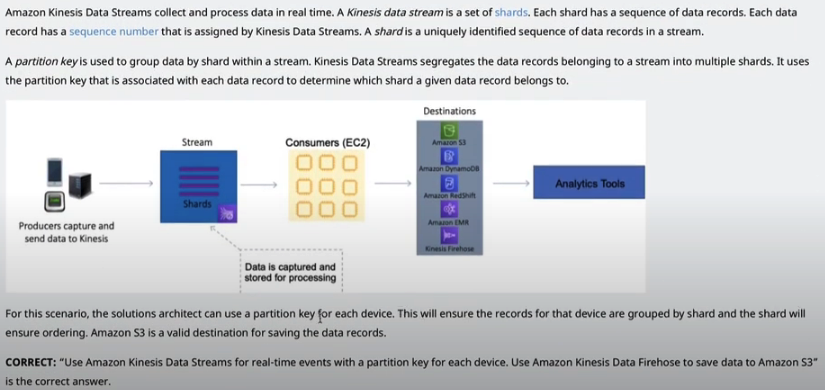 Amazon Kinesis Data Streams collect and process data in real time. A Kinesis data stream is a set of shards. Each shard has a sequence of data records. Each data
record has a sequence number that is assigned by Kinesis Data Streams. A shard is a uniquely identified sequence of data records in a stream.
A partition key is used to group data by shard within a stream. Kinesis Data Streams segregates the data records belonging to a stream into multiple shards. It uses
the partition key that is associated with each data record to determine which shard a given data record belongs to.
Destinations
Stream
Consumers (EC2)
Amazon S3
Amazon DynamoDB
Shards
Amazon RedShift
Analytics Tools
Amazon EMR
Kinesis Firehose
Producers capture and
send data to Kinesis
Data is captured and
stored for processing
For this scenario, the solutions architect can use a partition key for each device. This will ensure the records for that device are grouped by shard and the shard will
ensure ordering. Amazon S3 is a valid destination for saving the data records.
CORRECT: "Use Amazon Kinesis Data Streams for real-time events with a partition key for each device. Use Amazon Kinesis Data Firehose to save data to Amazon S3"
is the correct answer.